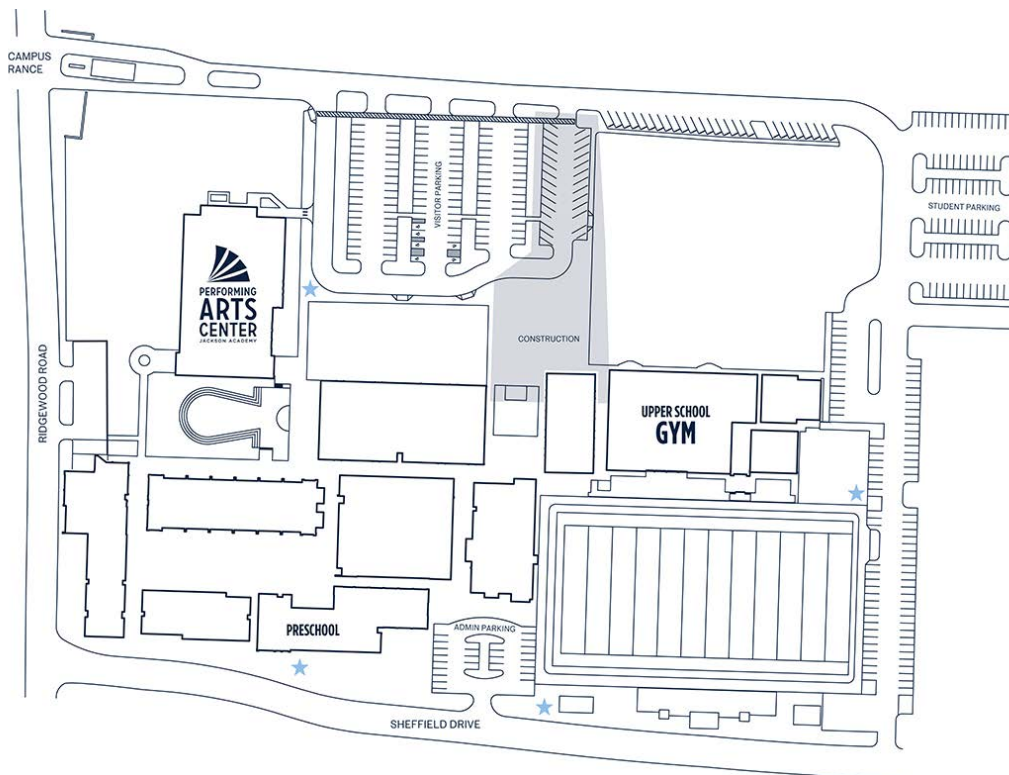 CAMPUS
RANCE
VISITOR PARKING
STUDENT PARKING
PERFORMING
ARTS
CENTER
JACKSON ACADEMY
CONSTRUCTION
RIDGEWOOD ROAD
UPPER SCHOOL
GYM
PRESCHOOL
ADMIN PARKING
SHEFFIELD DRIVE